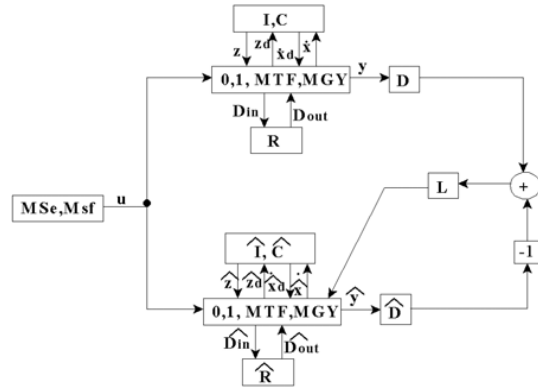 I,C
z zd ẋd ẋ
0,1, MTF,MGY y D
Din Dout
R
L +
MSe,Msf u
-1
Î, Ĉ
ẑ ẑd x̂̇d x̂̇
0,1, MTF,MGY ŷ D̂
D̂in D̂out
R̂